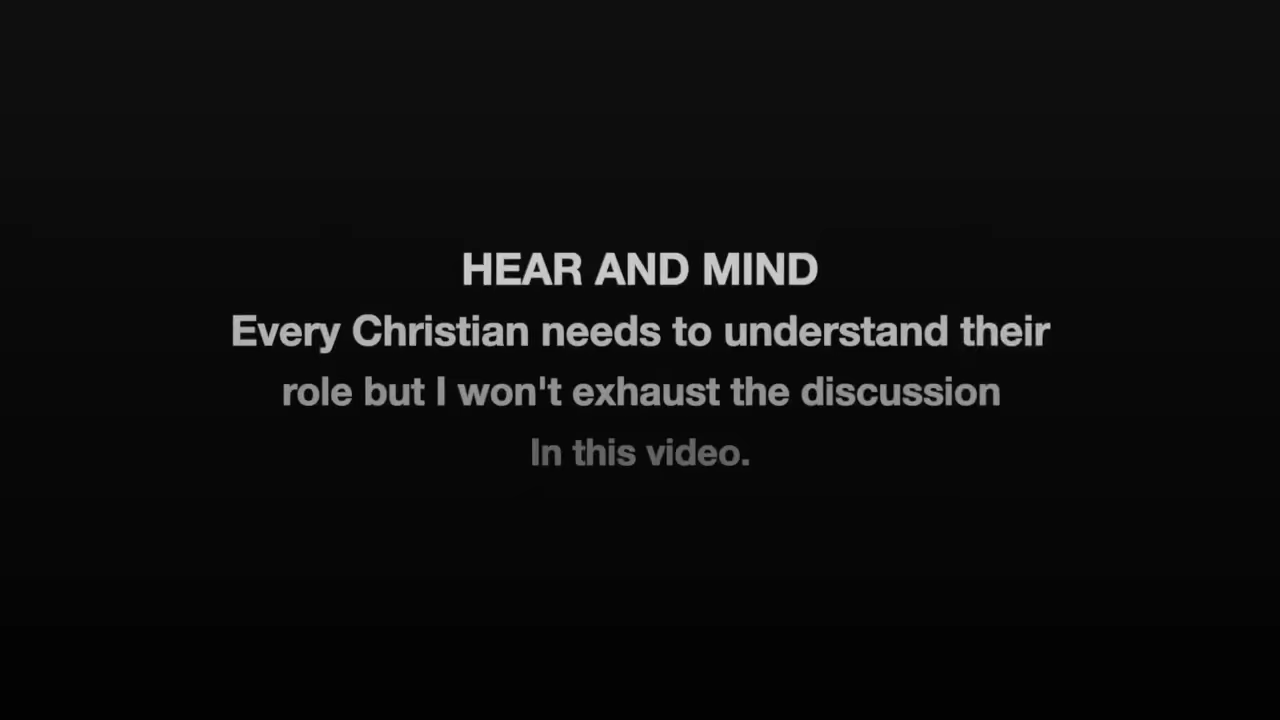 HEAR AND MIND
Every Christian needs to understand their
role but I won't exhaust the discussion
In this video.